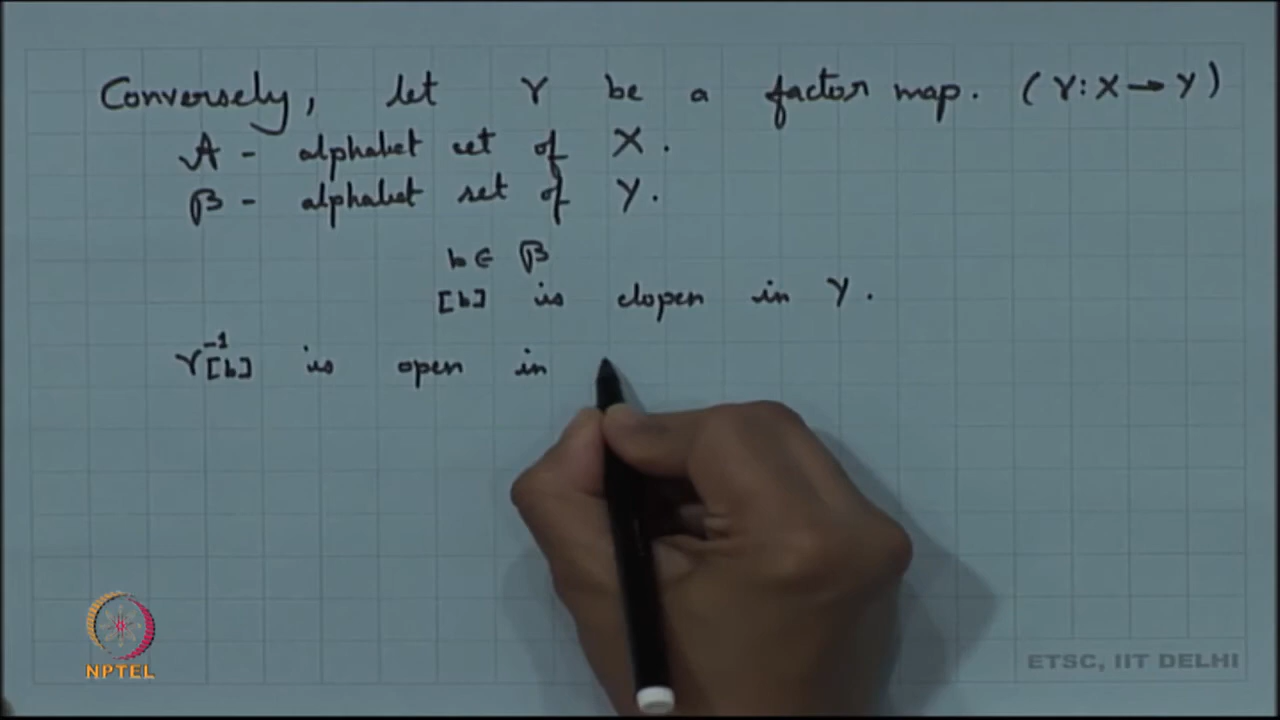 Conversely, let γ be a factor map. (γ: X → Y)
𝒜 - alphabet set of X.
ℬ - alphabet set of Y.
b ∈ ℬ
[b] is clopen in Y.
γ⁻¹[b] is open in
NPTEL
ETSC, IIT DELHI